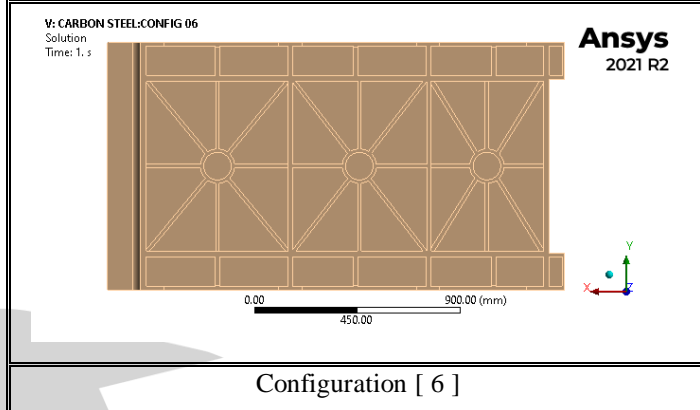 V: CARBON STEEL:CONFIG 06
Solution
Time: 1. s
Ansys
2021 R2
0.00 900.00 (mm)
450.00
Y
X
Z
Configuration [ 6 ]